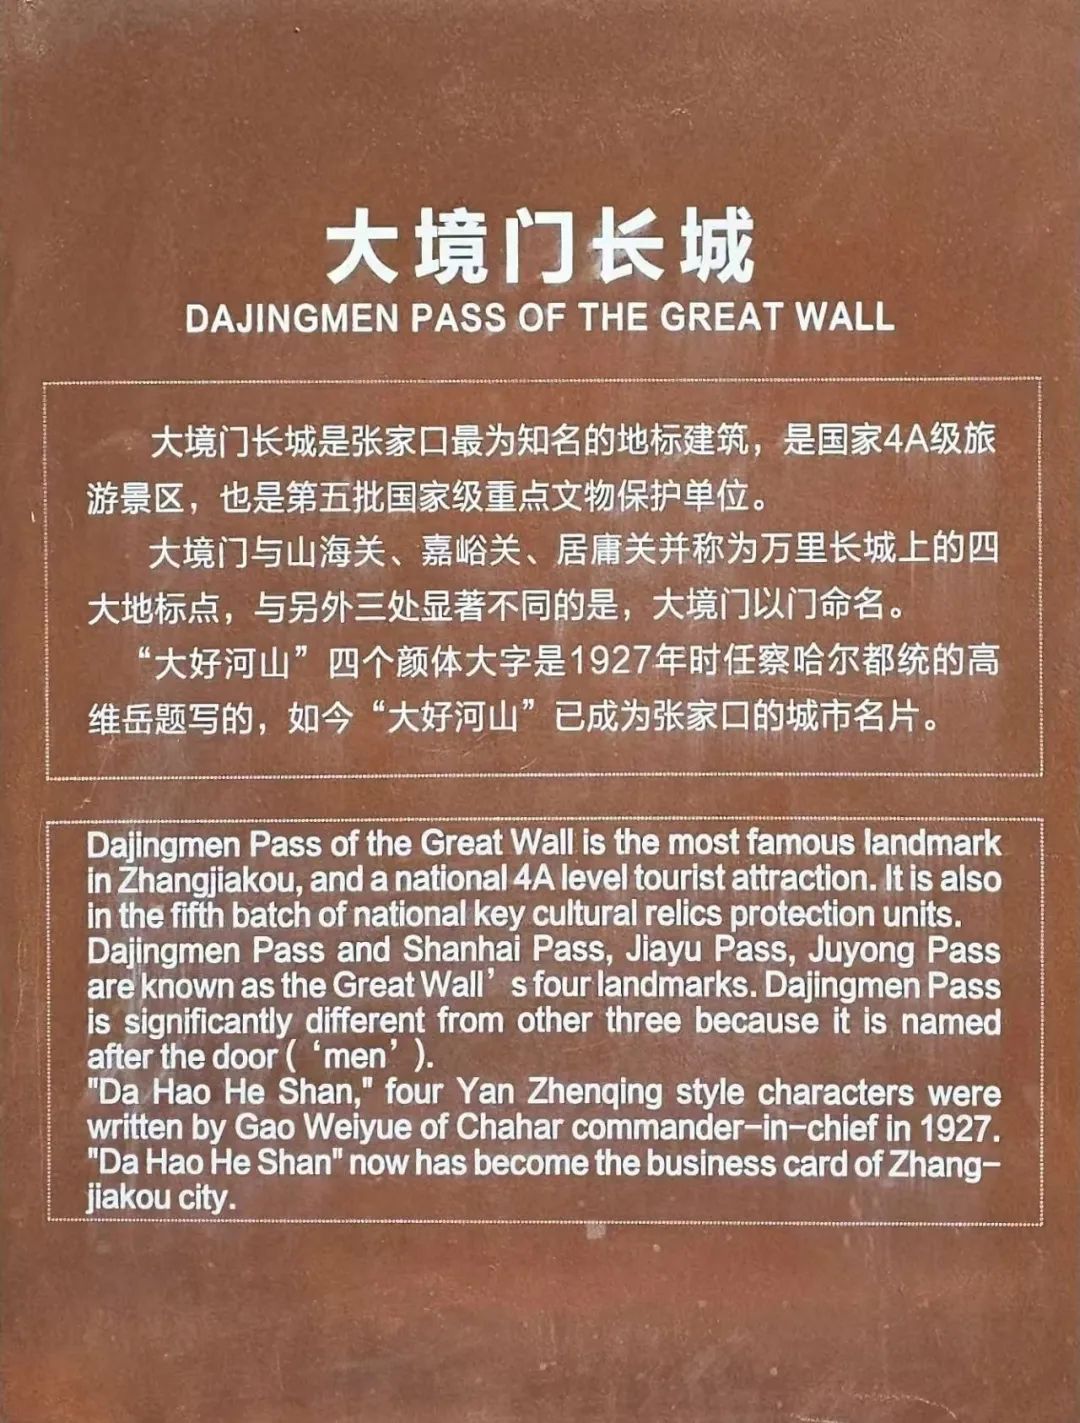 大境门长城
DAJINGMEN PASS OF THE GREAT WALL
大境门长城是张家口最为知名的地标建筑，是国家4A级旅
游景区，也是第五批国家级重点文物保护单位。
大境门与山海关、嘉峪关、居庸关并称为万里长城上的四
大地标点，与另外三处显著不同的是，大境门以门命名。
“大好河山”四个颜体大字是1927年时任察哈尔都统的高
维岳题写的，如今“大好河山”已成为张家口的城市名片。
Dajingmen Pass of the Great Wall is the most famous landmark
in Zhangjiakou, and a national 4A level tourist attraction. It is also
in the fifth batch of national key cultural relics protection units.
Dajingmen Pass and Shanhai Pass, Jiayu Pass, Juyong Pass
are known as the Great Wall’s four landmarks. Dajingmen Pass
is significantly different from other three because it is named
after the door (‘men’).
"Da Hao He Shan," four Yan Zhenqing style characters were
written by Gao Weiyue of Chahar commander-in-chief in 1927.
"Da Hao He Shan" now has become the business card of Zhang-
jiakou city.